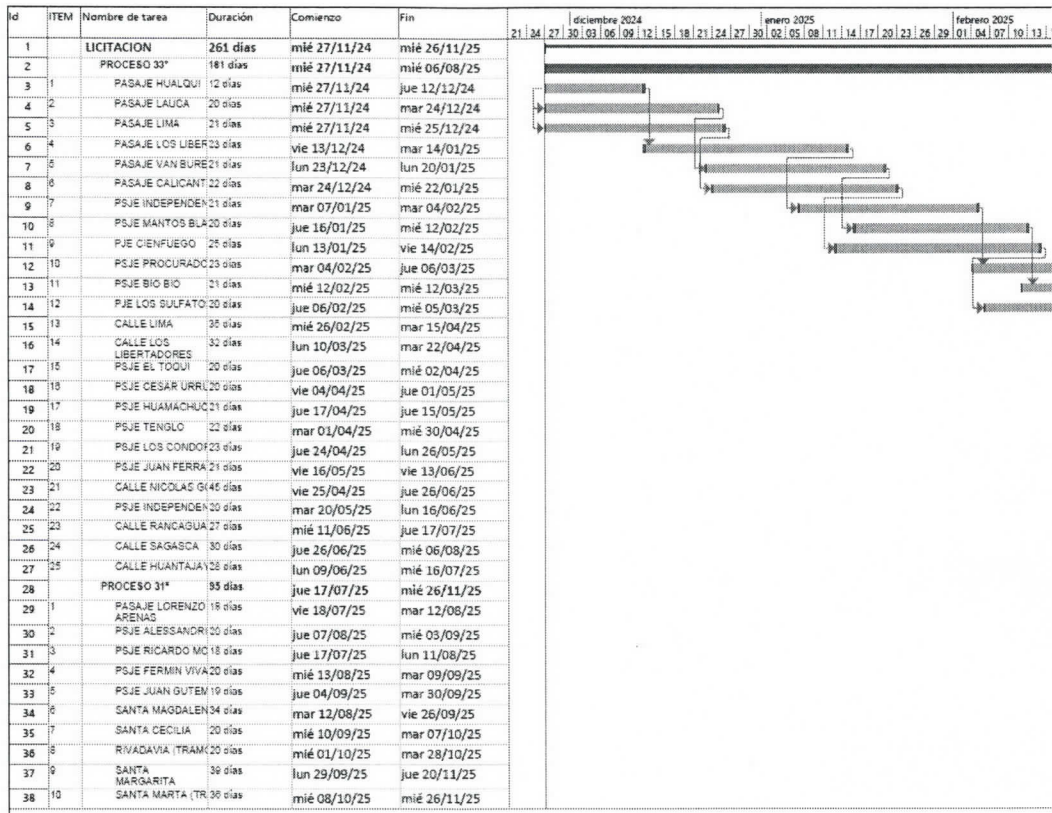 Id ITEM Nombre de tarea Duración Comienzo Fin
diciembre 2024 enero 2025 febrero 2025
21 24 27 30 03 06 09 12 15 18 21 24 27 30 02 05 08 11 14 17 20 23 26 29 01 04 07 10 13
1 LICITACION 261 días mié 27/11/24 mié 26/11/25
2 PROCESO 33° 181 días mié 27/11/24 mié 06/08/25
3 1 PASAJE HUALQUI 12 días mié 27/11/24 jue 12/12/24
4 2 PASAJE LAUCA 20 días mié 27/11/24 mar 24/12/24
5 3 PASAJE LIMA 21 días mié 27/11/24 mié 25/12/24
6 4 PASAJE LOS LIBER 23 días vie 13/12/24 mar 14/01/25
7 5 PASAJE VAN BURE 21 días lun 23/12/24 lun 20/01/25
8 6 PASAJE CALICANT 22 días mar 24/12/24 mié 22/01/25
9 7 PSJE INDEPENDEN 21 días mar 07/01/25 mar 04/02/25
10 8 PSJE MANTOS BLA 20 días jue 16/01/25 mié 12/02/25
11 9 PJE CIENFUEGO 25 días lun 13/01/25 vie 14/02/25
12 10 PSJE PROCURADO 23 días mar 04/02/25 jue 06/03/25
13 11 PSJE BIO BIO 21 días mié 12/02/25 mié 12/03/25
14 12 PJE LOS SULFATO 20 días jue 06/02/25 mié 05/03/25
15 13 CALLE LIMA 35 días mié 26/02/25 mar 15/04/25
16 14 CALLE LOS LIBERTADORES 32 días lun 10/03/25 mar 22/04/25
17 15 PSJE EL TOQUI 20 días jue 06/03/25 mié 02/04/25
18 16 PSJE CESAR URRU 20 días vie 04/04/25 jue 01/05/25
19 17 PSJE HUAMACHUC 21 días jue 17/04/25 jue 15/05/25
20 18 PSJE TENGLO 22 días mar 01/04/25 mié 30/04/25
21 19 PSJE LOS CONDOR 23 días jue 24/04/25 lun 26/05/25
22 20 PSJE JUAN FERRA 21 días vie 16/05/25 vie 13/06/25
23 21 CALLE NICOLAS GO 45 días vie 25/04/25 jue 26/06/25
24 22 PSJE INDEPENDEN 20 días mar 20/05/25 lun 16/06/25
25 23 CALLE RANCAGUA 27 días mié 11/06/25 jue 17/07/25
26 24 CALLE SAGASCA 30 días jue 26/06/25 mié 06/08/25
27 25 CALLE HUANTAJAY 28 días lun 09/06/25 mié 16/07/25
28 PROCESO 31° 95 días jue 17/07/25 mié 26/11/25
29 1 PASAJE LORENZO ARENAS 18 días vie 18/07/25 mar 12/08/25
30 2 PSJE ALESSANDRI 20 días jue 07/08/25 mié 03/09/25
31 3 PSJE RICARDO MO 18 días jue 17/07/25 lun 11/08/25
32 4 PSJE FERMIN VIVA 20 días mié 13/08/25 mar 09/09/25
33 5 PSJE JUAN GUTEM 19 días jue 04/09/25 mar 30/09/25
34 6 SANTA MAGDALEN 34 días mar 12/08/25 vie 26/09/25
35 7 SANTA CECILIA 20 días mié 10/09/25 mar 07/10/25
36 8 RIVADAVIA (TRAMO 20 días mié 01/10/25 mar 28/10/25
37 9 SANTA MARGARITA 39 días lun 29/09/25 jue 20/11/25
38 10 SANTA MARTA (TR 36 días mié 08/10/25 mié 26/11/25